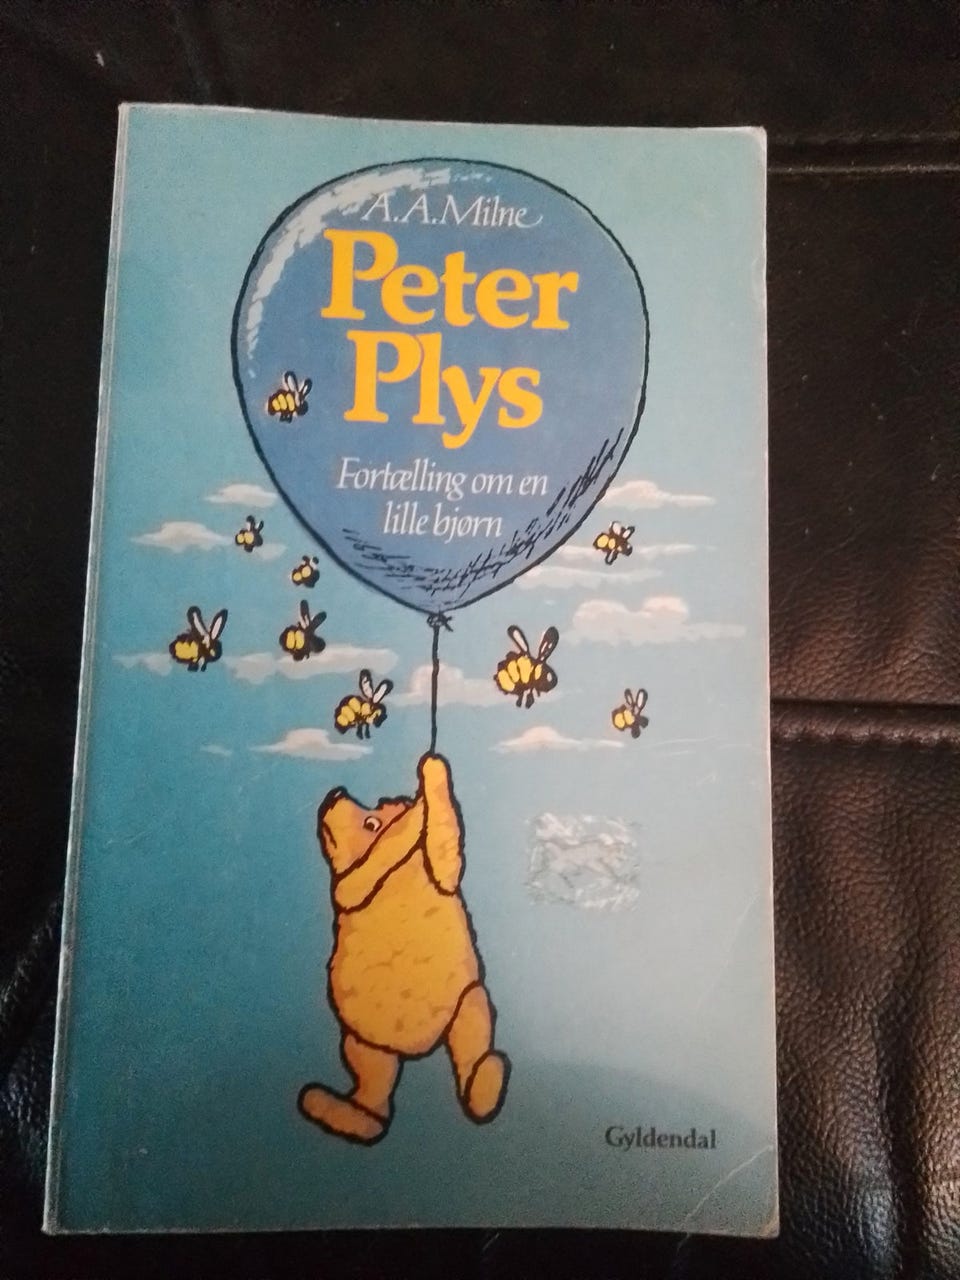 A.A.Milne
Peter
Plys
Fortælling om en
lille bjørn
Gyldendal